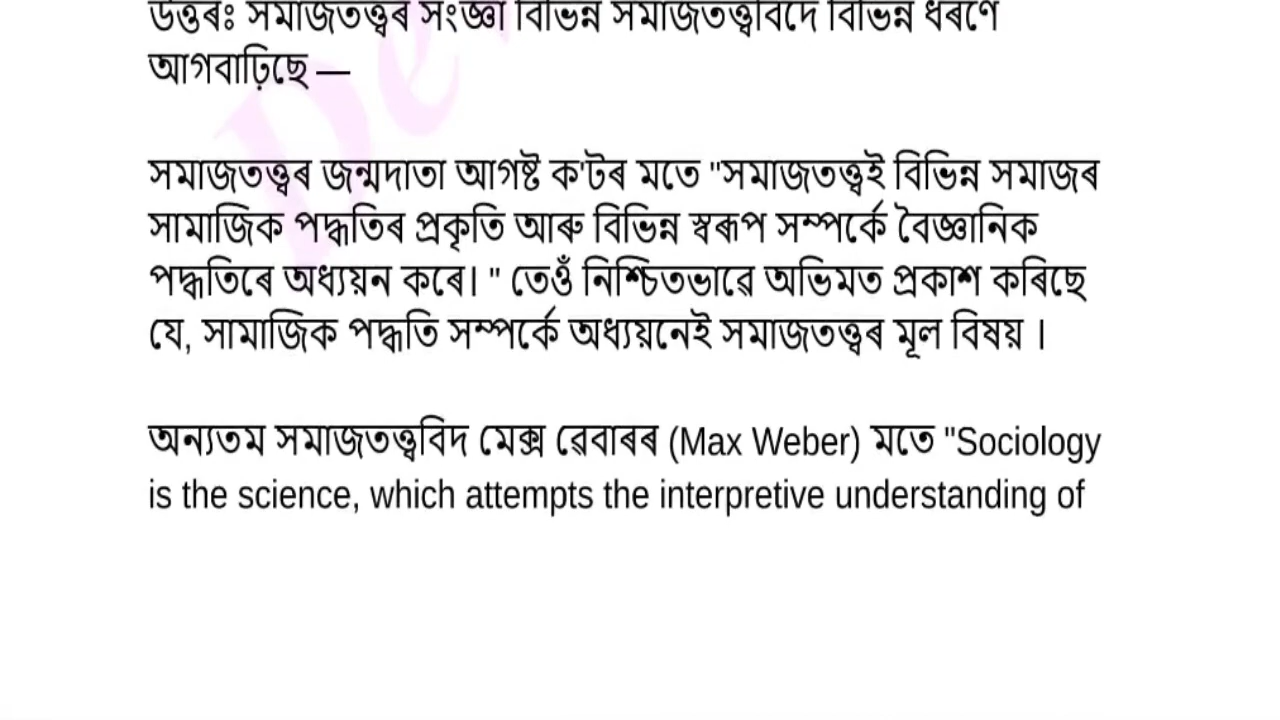 উত্তৰঃ সমাজতত্ত্বৰ সংজ্ঞা বিভিন্ন সমাজতত্ত্ববিদে বিভিন্ন ধৰণে
আগবাঢ়িছে —
সমাজতত্ত্বৰ জন্মদাতা আগষ্ট ক'টৰ মতে "সমাজতত্ত্বই বিভিন্ন সমাজৰ
সামাজিক পদ্ধতিৰ প্ৰকৃতি আৰু বিভিন্ন স্বৰূপ সম্পৰ্কে বৈজ্ঞানিক
পদ্ধতিৰে অধ্যয়ন কৰে। " তেওঁ নিশ্চিতভাৱে অভিমত প্ৰকাশ কৰিছে
যে, সামাজিক পদ্ধতি সম্পৰ্কে অধ্যয়নেই সমাজতত্ত্বৰ মূল বিষয় ।
অন্যতম সমাজতত্ত্ববিদ মেক্স ৱেবাৰৰ (Max Weber) মতে "Sociology
is the science, which attempts the interpretive understanding of